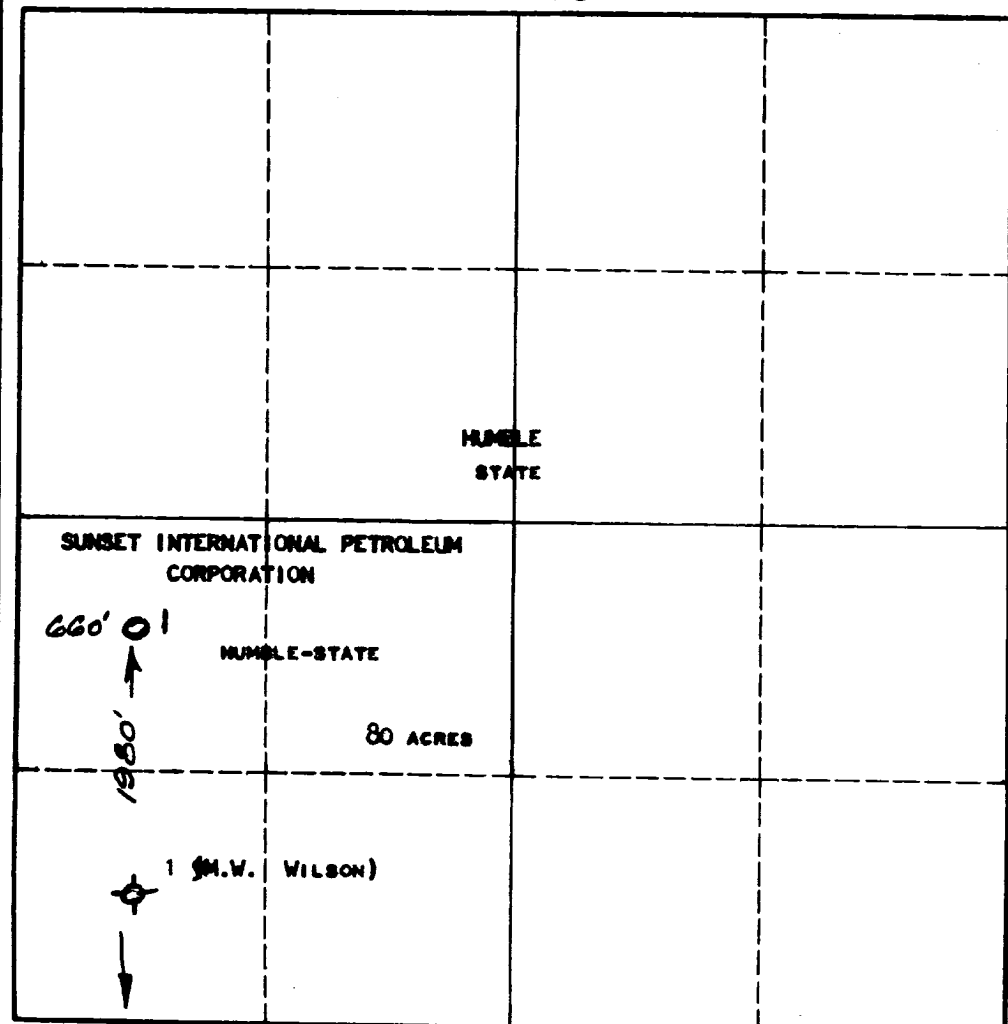 HUMBLE
STATE
SUNSET INTERNATIONAL PETROLEUM
CORPORATION
660' 1
HUMBLE-STATE
1980'
80 ACRES
1 (M.W. WILSON)